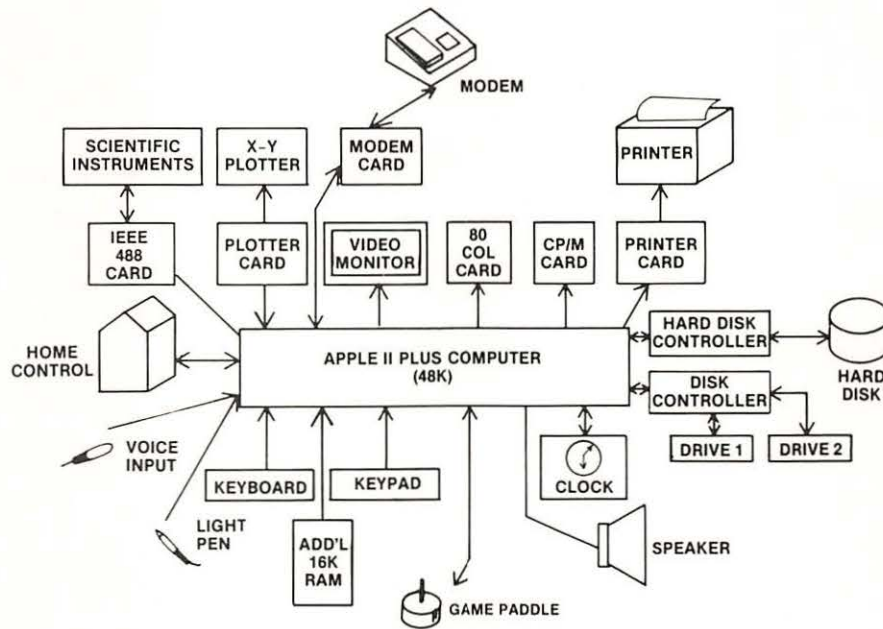 MODEM
SCIENTIFIC
INSTRUMENTS
X-Y
PLOTTER
MODEM
CARD
PRINTER
IEEE
488
CARD
PLOTTER
CARD
VIDEO
MONITOR
80
COL
CARD
CP/M
CARD
PRINTER
CARD
HOME
CONTROL
APPLE II PLUS COMPUTER
(48K)
HARD DISK
CONTROLLER
HARD
DISK
DISK
CONTROLLER
DRIVE 1
DRIVE 2
VOICE
INPUT
KEYBOARD
KEYPAD
CLOCK
LIGHT
PEN
ADD'L
16K
RAM
SPEAKER
GAME PADDLE